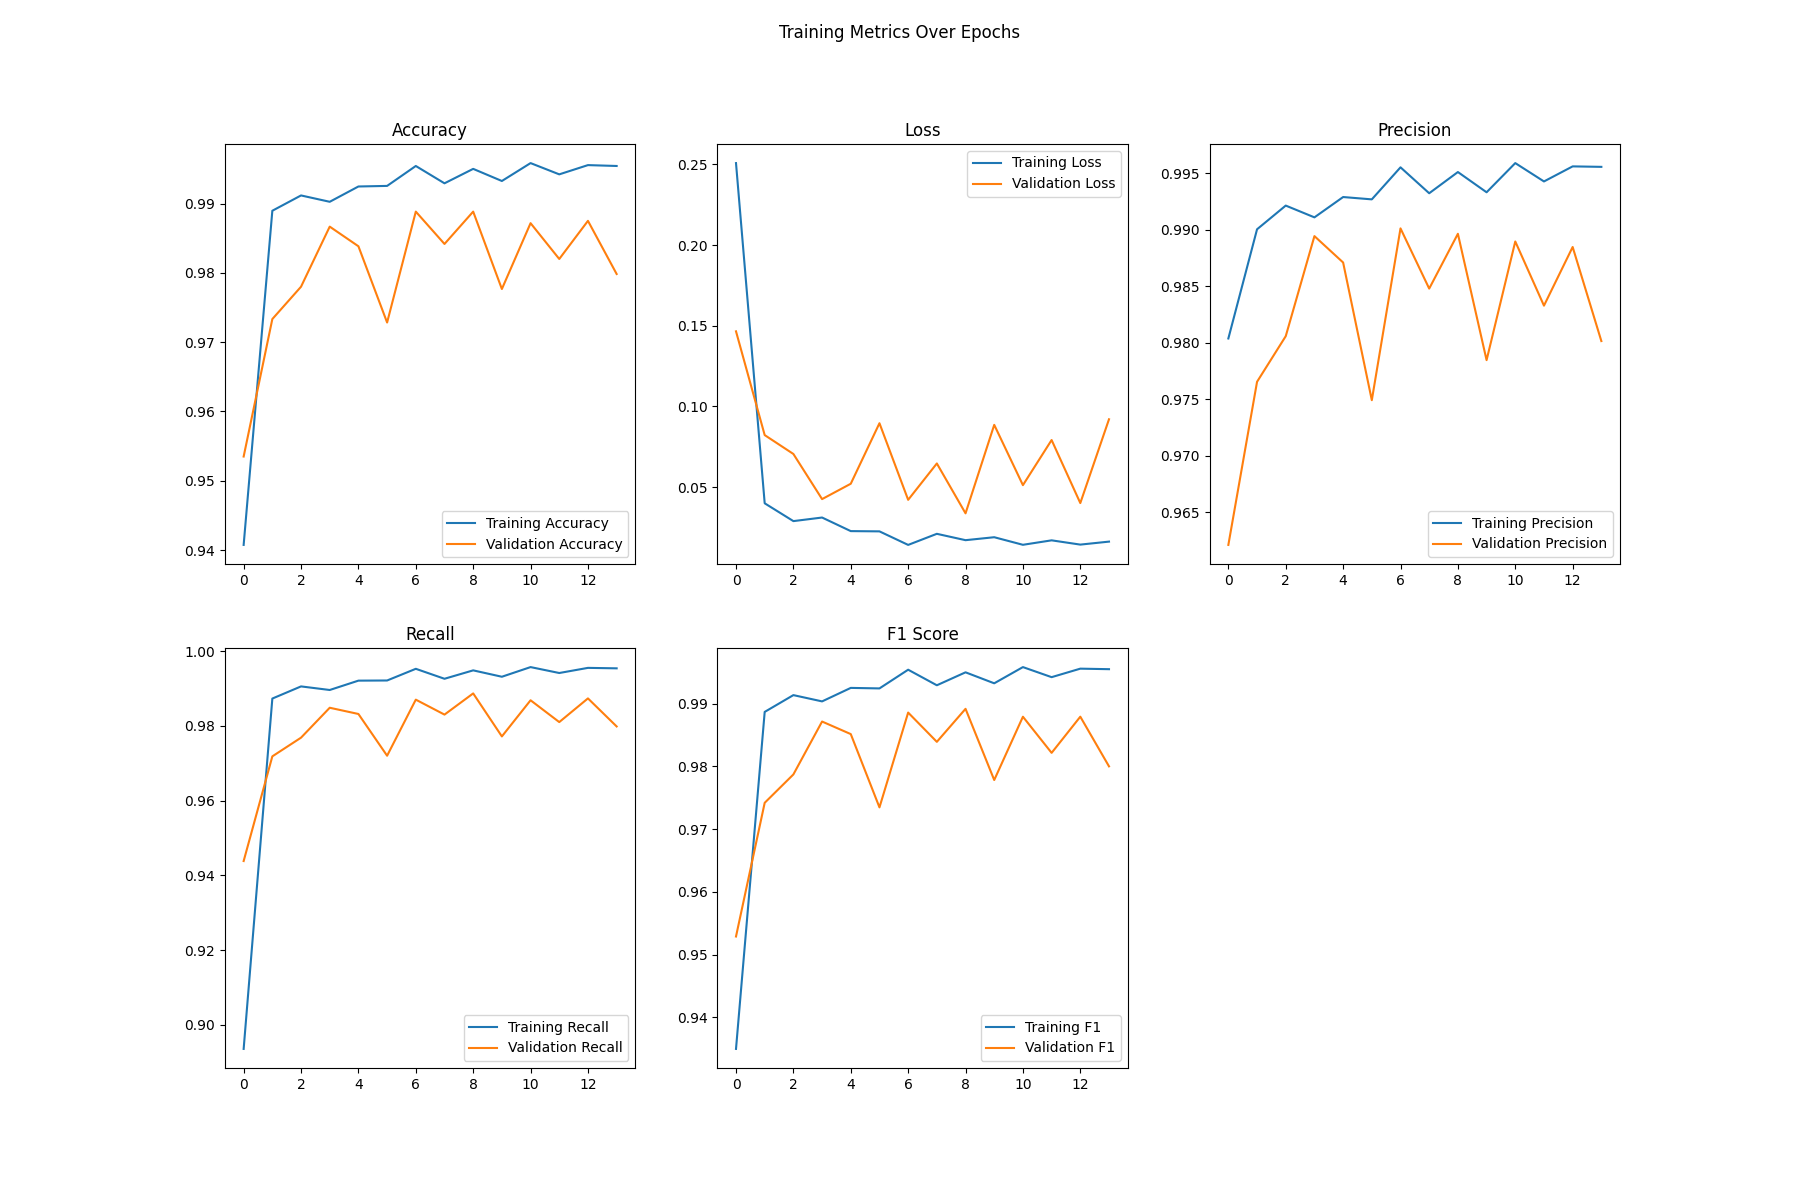 Training Metrics Over Epochs
Accuracy
0.99
0.98
0.97
0.96
0.95
0.94
0 2 4 6 8 10 12
Training Accuracy
Validation Accuracy
Loss
0.25
0.20
0.15
0.10
0.05
0 2 4 6 8 10 12
Training Loss
Validation Loss
Precision
0.995
0.990
0.985
0.980
0.975
0.970
0.965
0 2 4 6 8 10 12
Training Precision
Validation Precision
Recall
1.00
0.98
0.96
0.94
0.92
0.90
0 2 4 6 8 10 12
Training Recall
Validation Recall
F1 Score
0.99
0.98
0.97
0.96
0.95
0.94
0 2 4 6 8 10 12
Training F1
Validation F1